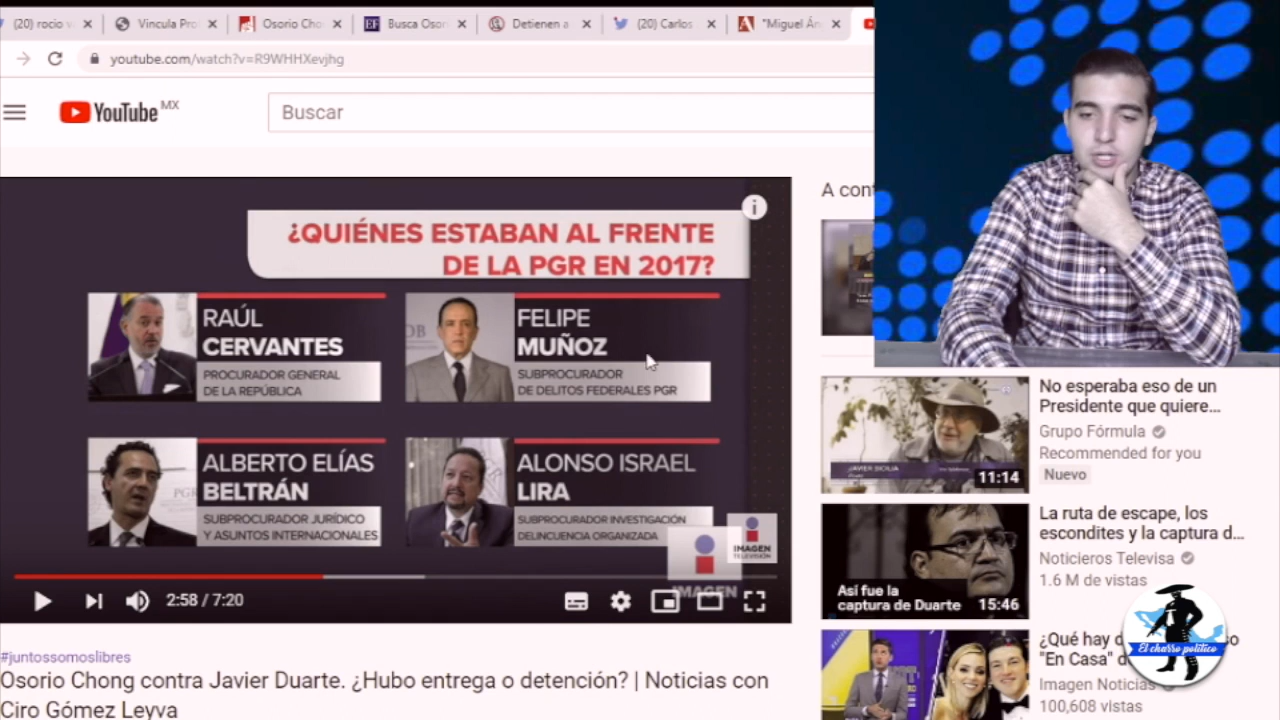 (20) rocio v
Vincula Pro
Osorio Cho
Busca Osor
Detienen a
(20) Carlos
"Miguel Án
youtube.com/watch?v=R9WHHXevjhg
YouTube MX
Buscar
¿QUIÉNES ESTABAN AL FRENTE
DE LA PGR EN 2017?
RAÚL
CERVANTES
PROCURADOR GENERAL
DE LA REPÚBLICA
FELIPE
MUÑOZ
SUBPROCURADOR
DE DELITOS FEDERALES PGR
ALBERTO ELÍAS
BELTRÁN
SUBPROCURADOR JURÍDICO
Y ASUNTOS INTERNACIONALES
ALONSO ISRAEL
LIRA
SUBPROCURADOR INVESTIGACIÓN
DELINCUENCIA ORGANIZADA
IMAGEN
TELEVISIÓN
IMAGEN
2:58 / 7:20
#juntossomoslibres
Osorio Chong contra Javier Duarte. ¿Hubo entrega o detención? | Noticias con
Ciro Gómez Leyva
A con
No esperaba eso de un
Presidente que quiere...
Grupo Fórmula
Recommended for you
Nuevo
JAVIER SICILIA
11:14
La ruta de escape, los
escondites y la captura d...
Noticieros Televisa
1.6 M de vistas
Así fue la
captura de Duarte
15:46
¿Qué hay d so
"En Casa" d
Imagen Noticias
100,608 vistas
El charro político